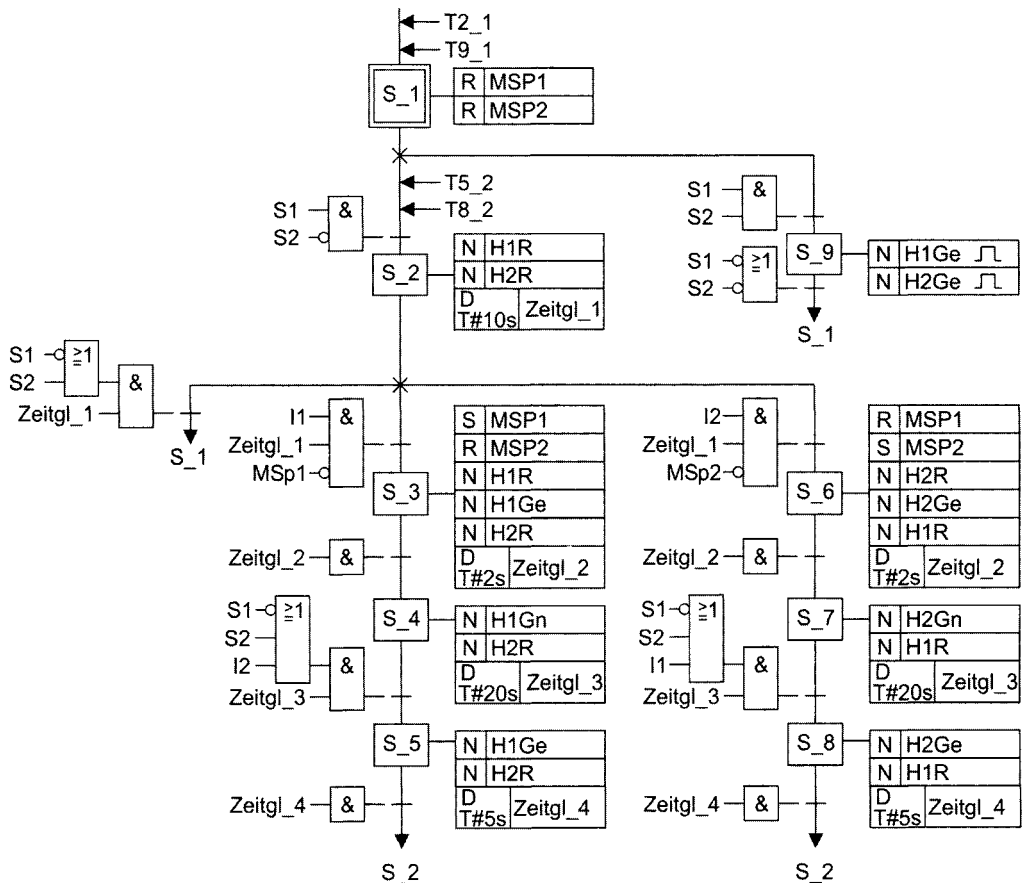 T2_1
T9_1
S_1
R MSP1
R MSP2
T5_2
T8_2
S1 &
S2
S_2
N H1R
N H2R
D T#10s Zeitgl_1
S1 &
S2
S1 ≥1
S2
S_9
N H1Ge
N H2Ge
S_1
S1 ≥1
S2 &
Zeitgl_1
S_1
I1 &
Zeitgl_1
MSp1
S_3
S MSP1
R MSP2
N H1R
N H1Ge
N H2R
D T#2s Zeitgl_2
I2 &
Zeitgl_1
MSp2
S_6
R MSP1
S MSP2
N H2R
N H2Ge
N H1R
D T#2s Zeitgl_2
Zeitgl_2 &
S1 ≥1
S2
I2 &
Zeitgl_3
S_4
N H1Gn
N H2R
D T#20s Zeitgl_3
Zeitgl_2 &
S1 ≥1
S2
I1 &
Zeitgl_3
S_7
N H2Gn
N H1R
D T#20s Zeitgl_3
S_5
N H1Ge
N H2R
D T#5s Zeitgl_4
Zeitgl_4 &
S_2
S_8
N H2Ge
N H1R
D T#5s Zeitgl_4
Zeitgl_4 &
S_2